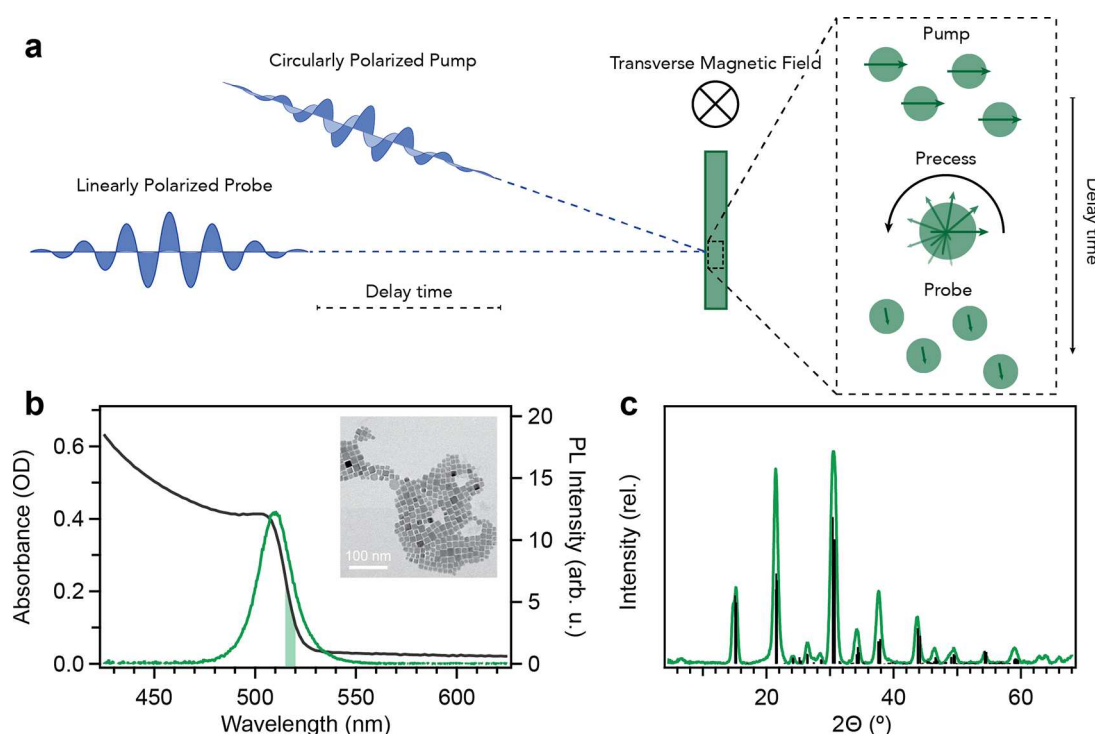 a
Circularly Polarized Pump
Linearly Polarized Probe
Delay time
Transverse Magnetic Field
Pump
Precess
Probe
Delay time
b
Absorbance (OD)
0.6
0.4
0.2
0.0
20
15
10
5
0
PL Intensity (arb. u.)
100 nm
450
500
550
600
Wavelength (nm)
c
Intensity (rel.)
20
40
60
2Θ (º)